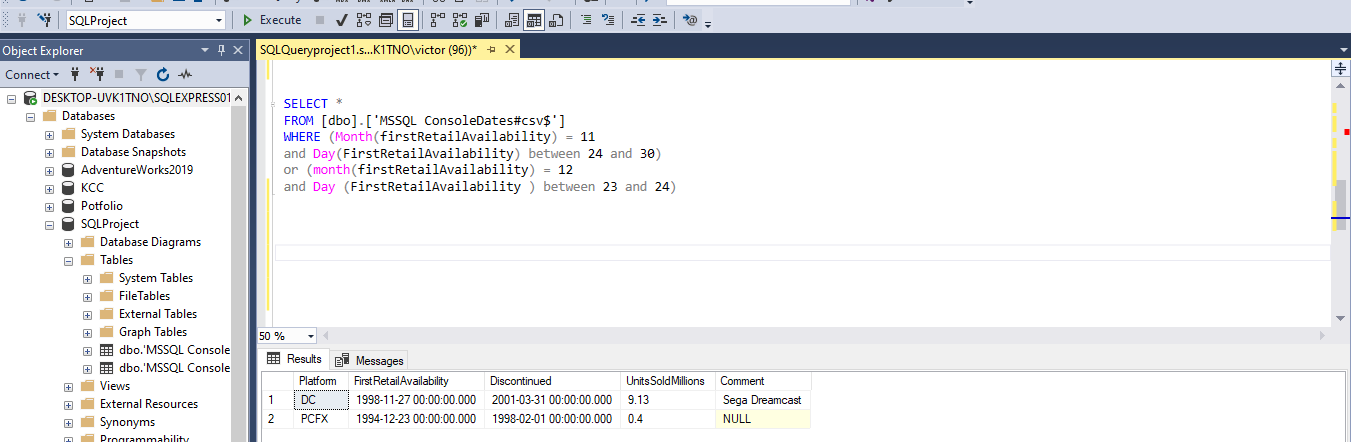 SQLProject
Execute
Object Explorer
SQLQueryproject1.s...K1TNO\victor (96))*
Connect
DESKTOP-UVK1TNO\SQLEXPRESS01
Databases
System Databases
Database Snapshots
AdventureWorks2019
KCC
Potfolio
SQLProject
Database Diagrams
Tables
System Tables
FileTables
External Tables
Graph Tables
dbo.'MSSQL Console
dbo.'MSSQL Console
Views
External Resources
Synonyms
Programmability
SELECT *
FROM [dbo].['MSSQL ConsoleDates#csv$']
WHERE (Month(firstRetailAvailability) = 11
and Day(FirstRetailAvailability) between 24 and 30)
or (month(firstRetailAvailability) = 12
and Day (FirstRetailAvailability ) between 23 and 24)
50 %
Results Messages
Platform FirstRetailAvailability Discontinued UnitsSoldMillions Comment
1 DC 1998-11-27 00:00:00.000 2001-03-31 00:00:00.000 9.13 Sega Dreamcast
2 PCFX 1994-12-23 00:00:00.000 1998-02-01 00:00:00.000 0.4 NULL